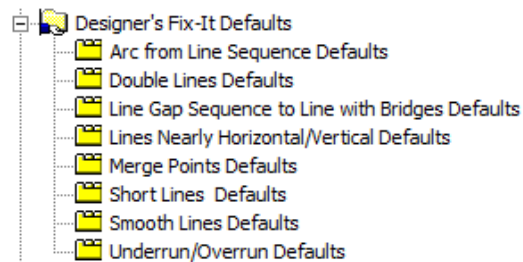 Designer's Fix-It Defaults
Arc from Line Sequence Defaults
Double Lines Defaults
Line Gap Sequence to Line with Bridges Defaults
Lines Nearly Horizontal/Vertical Defaults
Merge Points Defaults
Short Lines  Defaults
Smooth Lines Defaults
Underrun/Overrun Defaults